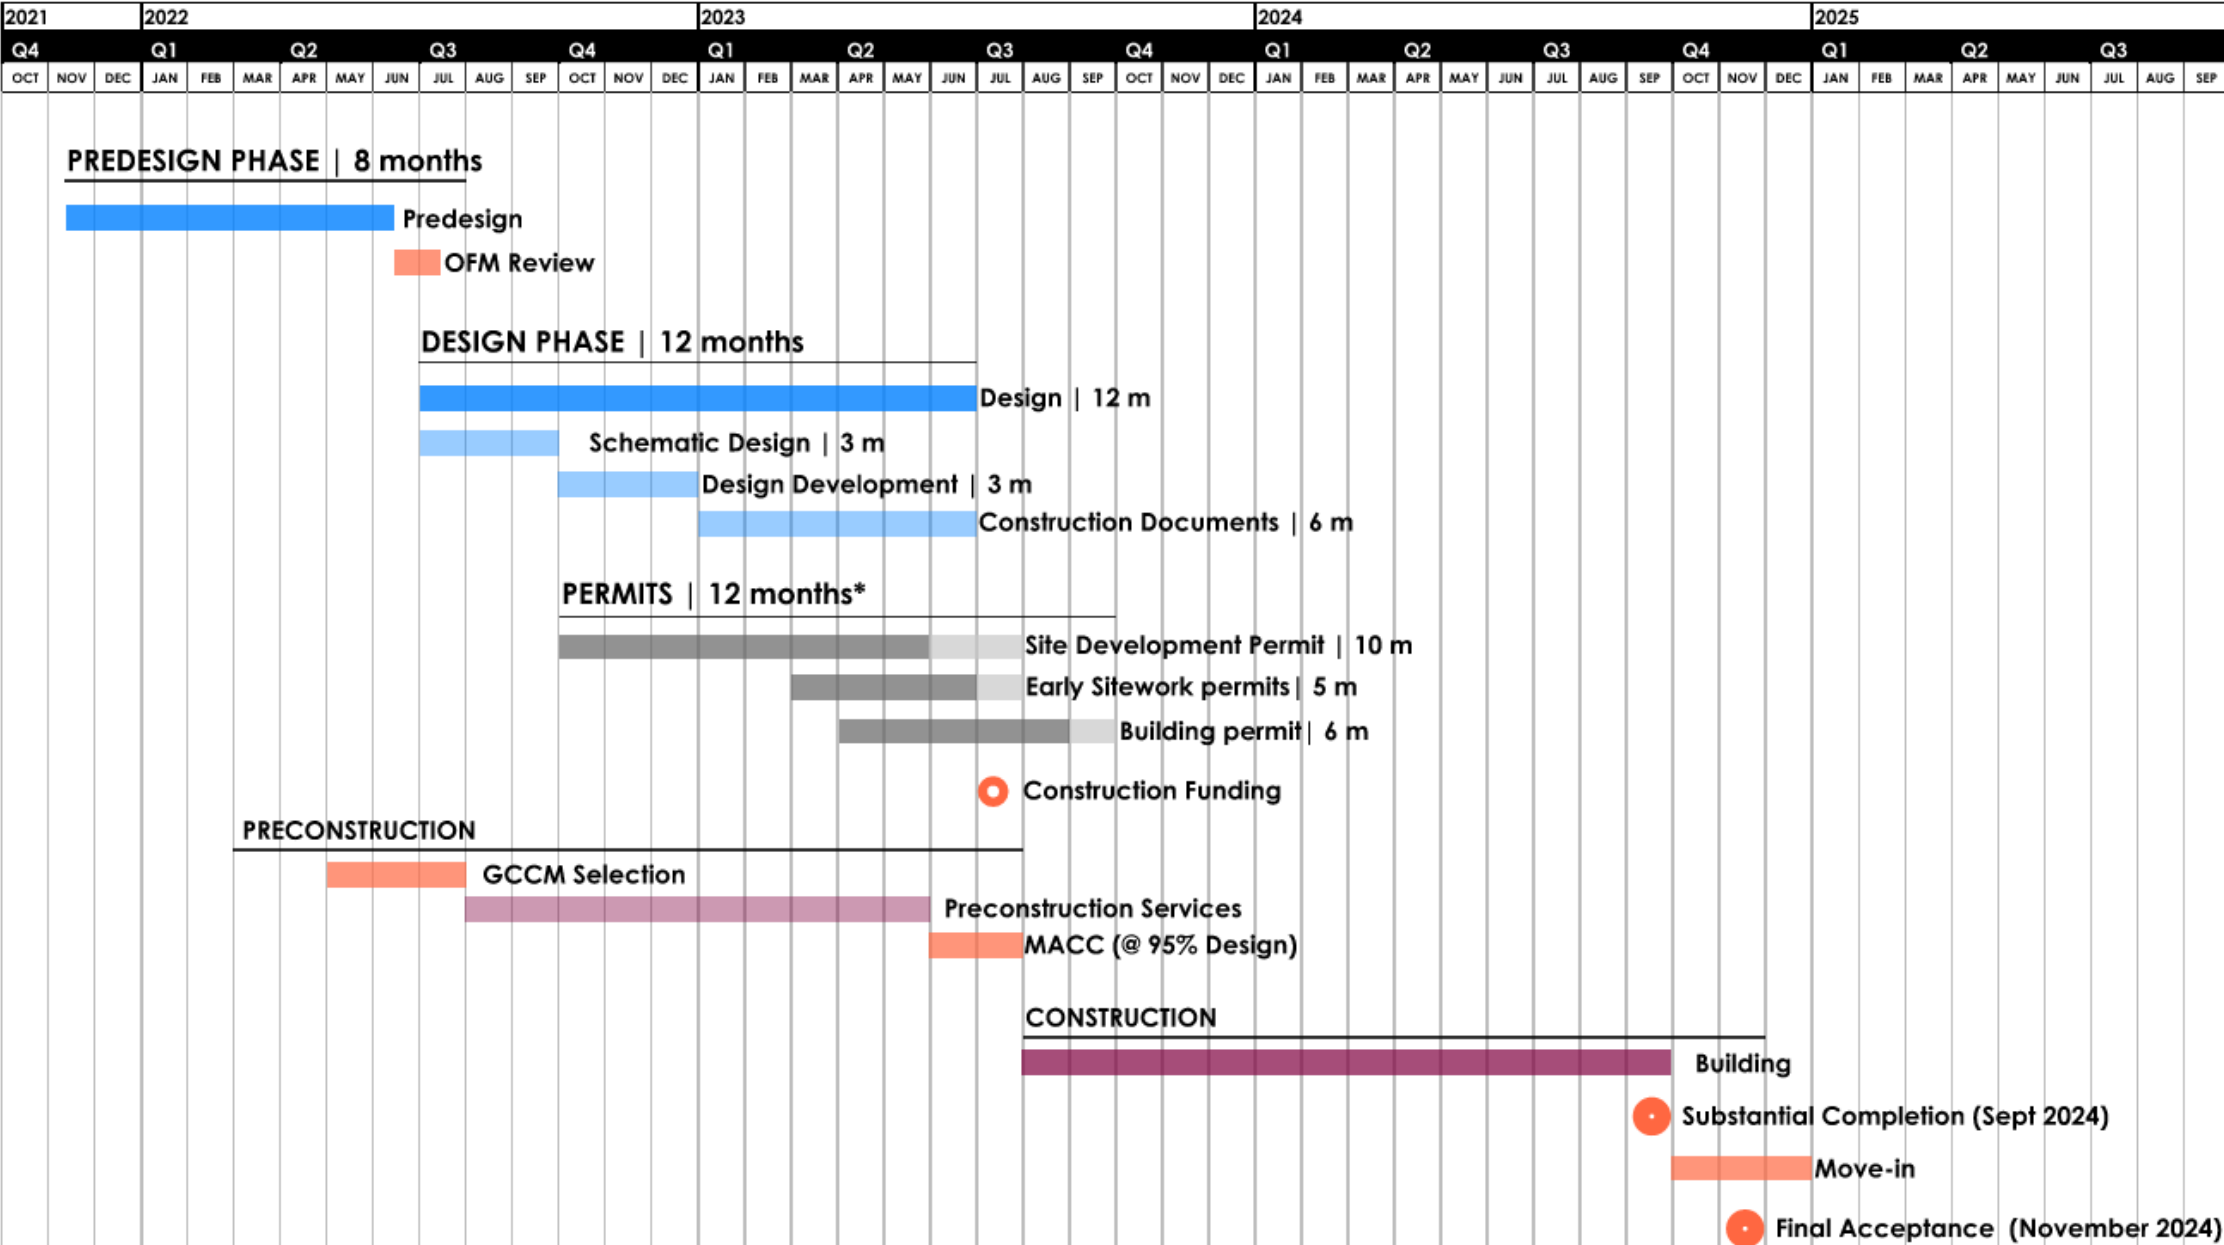 2021 2022 2023 2024 2025
Q4 Q1 Q2 Q3 Q4 Q1 Q2 Q3 Q4 Q1 Q2 Q3 Q4 Q1 Q2 Q3
OCT NOV DEC JAN FEB MAR APR MAY JUN JUL AUG SEP OCT NOV DEC JAN FEB MAR APR MAY JUN JUL AUG SEP OCT NOV DEC JAN FEB MAR APR MAY JUN JUL AUG SEP OCT NOV DEC JAN FEB MAR APR MAY JUN JUL AUG SEP
PREDESIGN PHASE | 8 months
Predesign
OFM Review
DESIGN PHASE | 12 months
Design | 12 m
Schematic Design | 3 m
Design Development | 3 m
Construction Documents | 6 m
PERMITS | 12 months*
Site Development Permit | 10 m
Early Sitework permits| 5 m
Building permit| 6 m
Construction Funding
PRECONSTRUCTION
GCCM Selection
Preconstruction Services
MACC (@ 95% Design)
CONSTRUCTION
Building
Substantial Completion (Sept 2024)
Move-in
Final Acceptance (November 2024)